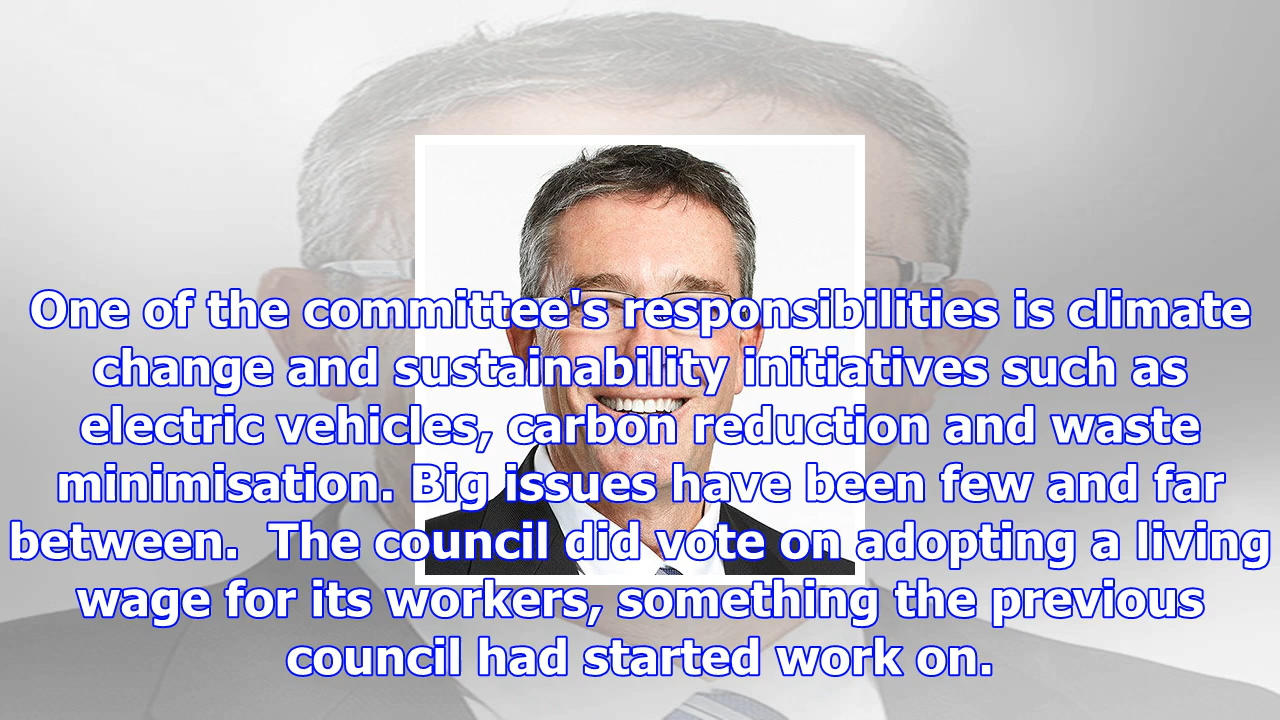 One of the committee's responsibilities is climate
change and sustainability initiatives such as
electric vehicles, carbon reduction and waste
minimisation. Big issues have been few and far
between.  The council did vote on adopting a living
wage for its workers, something the previous
council had started work on.